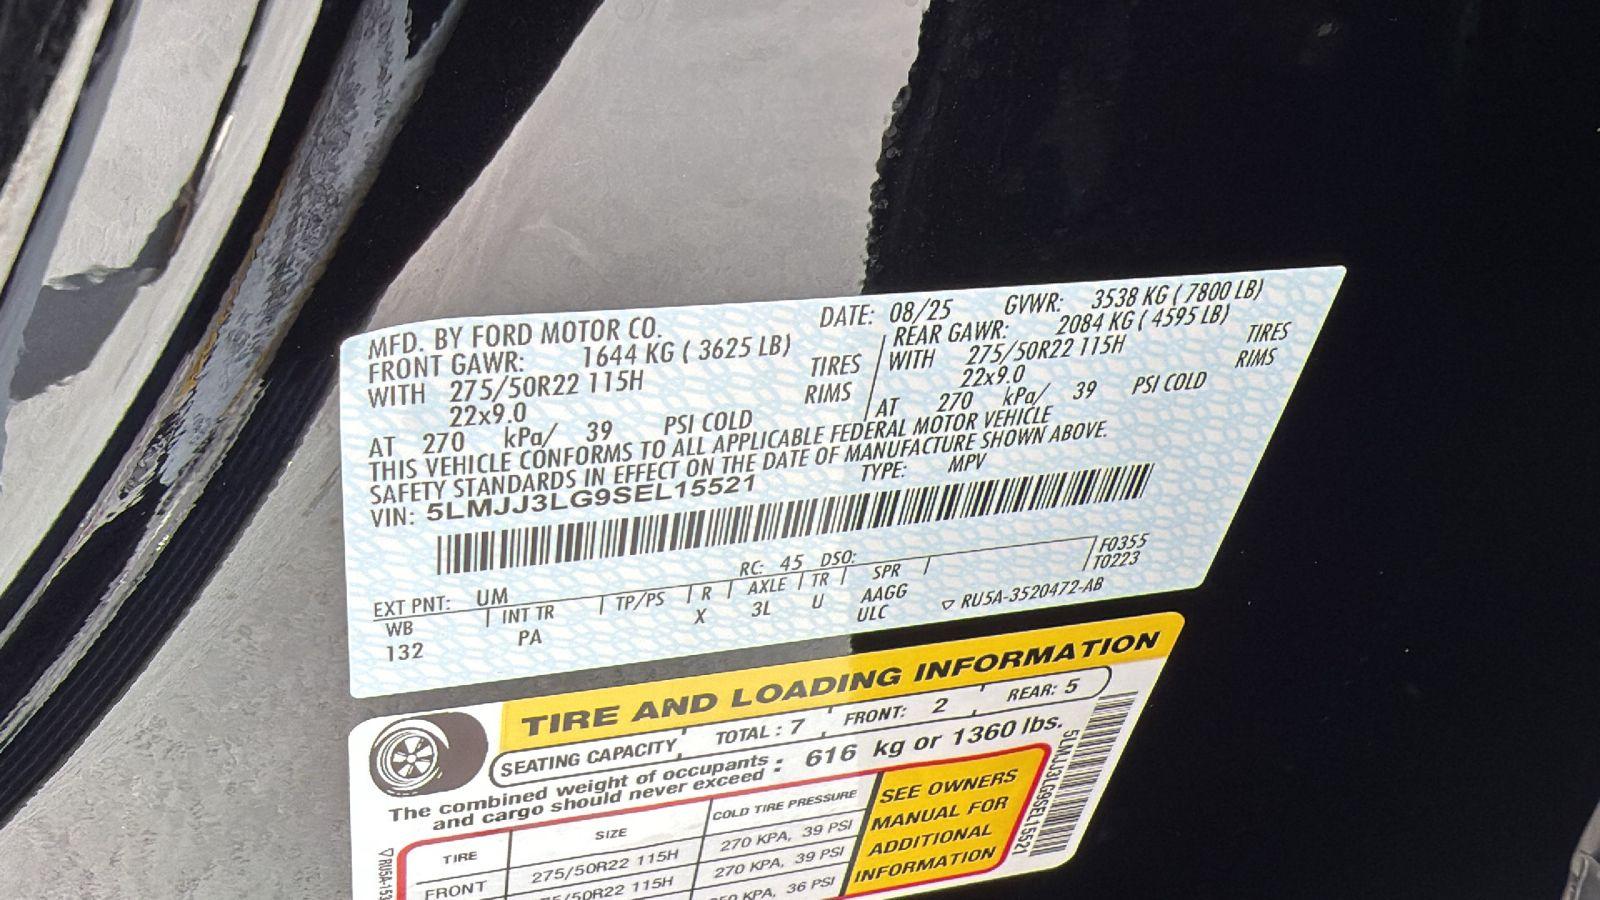 MFD. BY FORD MOTOR CO.
DATE: 08/25 GVWR: 3538 KG ( 7800 LB)
FRONT GAWR: 1644 KG ( 3625 LB)
WITH 275/50R22 115H TIRES
22x9.0 RIMS
AT 270 kPa/ 39 PSI COLD
REAR GAWR: 2084 KG ( 4595 LB)
WITH 275/50R22 115H TIRES
22x9.0 RIMS
AT 270 kPa/ 39 PSI COLD
THIS VEHICLE CONFORMS TO ALL APPLICABLE FEDERAL MOTOR VEHICLE
SAFETY STANDARDS IN EFFECT ON THE DATE OF MANUFACTURE SHOWN ABOVE.
VIN: 5LMJJ3LG9SEL15521 TYPE: MPV
EXT PNT: UM RC: 45 DSO:
WB INT TR TP/PS R AXLE TR SPR F0355
132 PA X 3L U AAGG T0223
ULC ▽ RU5A-3520472-AB
TIRE AND LOADING INFORMATION
SEATING CAPACITY TOTAL : 7 FRONT: 2 REAR: 5
The combined weight of occupants
and cargo should never exceed : 616 kg or 1360 lbs.
TIRE SIZE COLD TIRE PRESSURE
FRONT 275/50R22 115H 270 KPA, 39 PSI
/50R22 115H 270 KPA, 39 PSI
KPA, 36 PSI
SEE OWNERS
MANUAL FOR
ADDITIONAL
INFORMATION
5LMJJ3LG9SEL15521
▽ RU5A-153